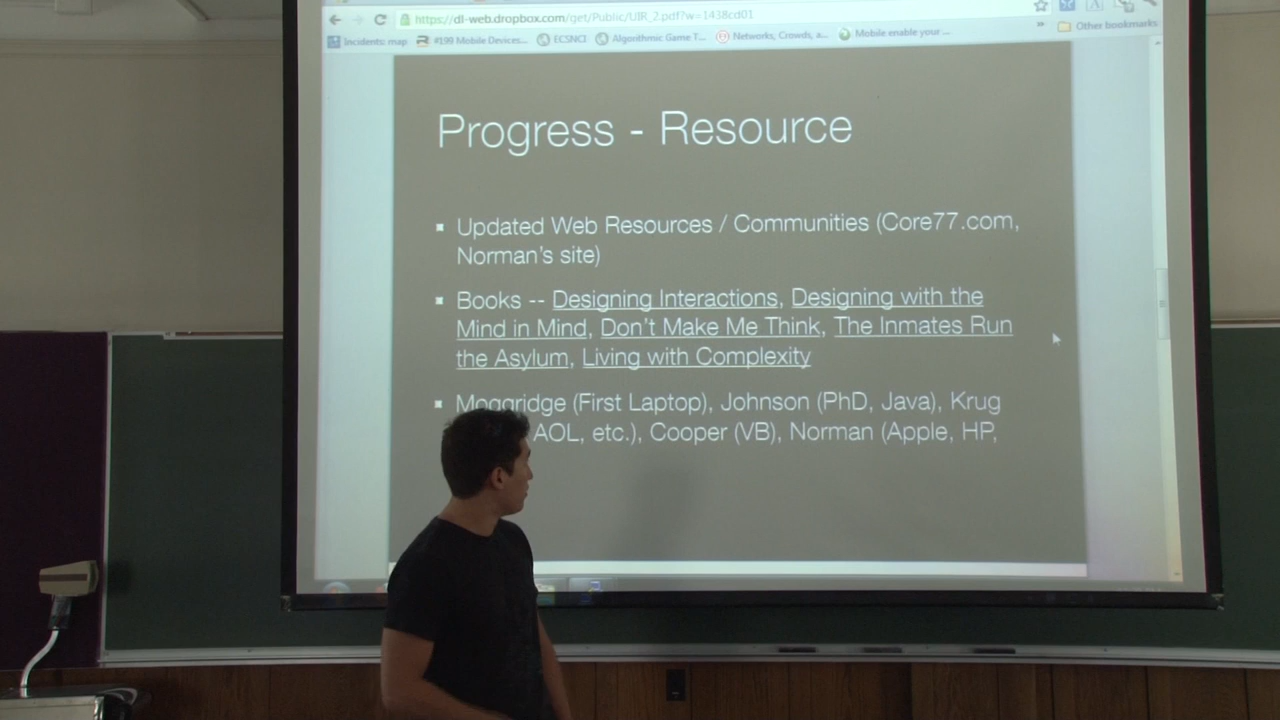 https://dl-web.dropbox.com/get/Public/UIR_2.pdf?w=1438cd01
Incidents: map #199 Mobile Devices... ECSNCI Algorithmic Game T... Networks, Crowds, a... Mobile enable your ... » Other bookmarks
Progress - Resource
Updated Web Resources / Communities (Core77.com,
Norman's site)
Books -- Designing Interactions, Designing with the
Mind in Mind, Don't Make Me Think, The Inmates Run
the Asylum, Living with Complexity
Moggridge (First Laptop), Johnson (PhD, Java), Krug
AOL, etc.), Cooper (VB), Norman (Apple, HP,